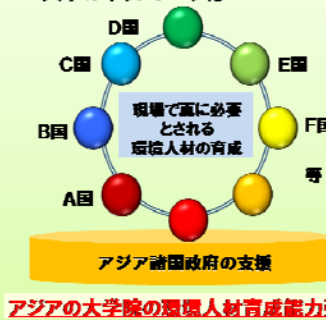 D国
C国
E国
現場で真に必要
とされる
環境人材の育成
B国
F国
等
A国
アジア諸国政府の支援
アジアの大学院の環境人材育成能力